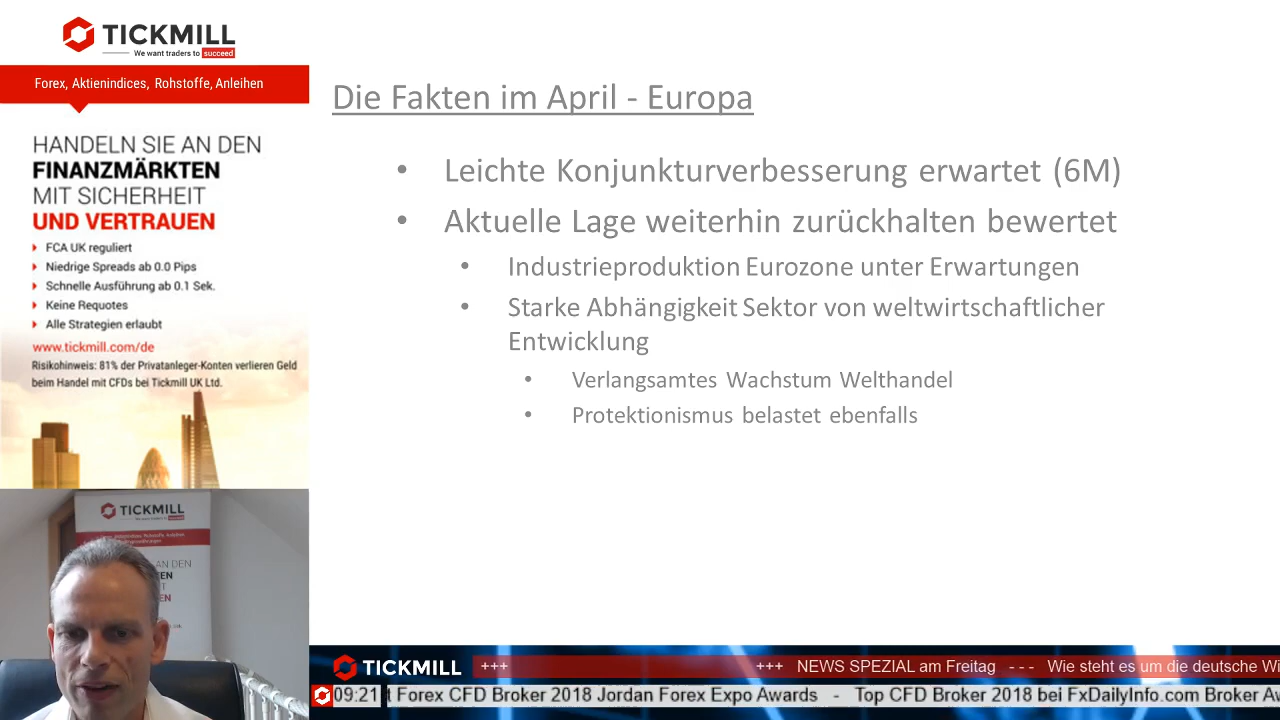 TICKMILL
We want traders to succeed
Forex, Aktienindices, Rohstoffe, Anleihen
HANDELN SIE AN DEN
FINANZMÄRKTEN
MIT SICHERHEIT
UND VERTRAUEN
FCA UK reguliert
Niedrige Spreads ab 0.0 Pips
Schnelle Ausführung ab 0.1 Sek.
Keine Requotes
Alle Strategien erlaubt
www.tickmill.com/de
Risikohinweis: 81% der Privatanleger-Konten verlieren Geld
beim Handel mit CFDs bei Tickmill UK Ltd.
Die Fakten im April - Europa
• Leichte Konjunkturverbesserung erwartet (6M)
• Aktuelle Lage weiterhin zurückhalten bewertet
• Industrieproduktion Eurozone unter Erwartungen
• Starke Abhängigkeit Sektor von weltwirtschaftlicher
Entwicklung
• Verlangsamtes Wachstum Welthandel
• Protektionismus belastet ebenfalls
TICKMILL
AN DEN
TICKMILL +++ +++ NEWS SPEZIAL am Freitag - - - Wie steht es um die deutsche Wi
09:21 t Forex CFD Broker 2018 Jordan Forex Expo Awards - Top CFD Broker 2018 bei FxDailyInfo.com Broker Aw